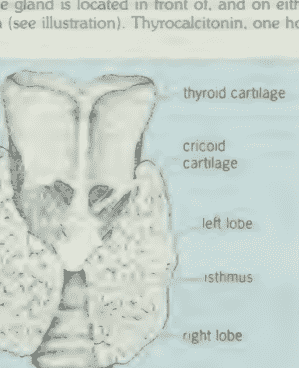 e gland is located in front of, and on eith
(see illustration). Thyrocalcitonin, one ho
thyroid cartilage
cricoid
cartilage
left lobe
isthmus
right lobe